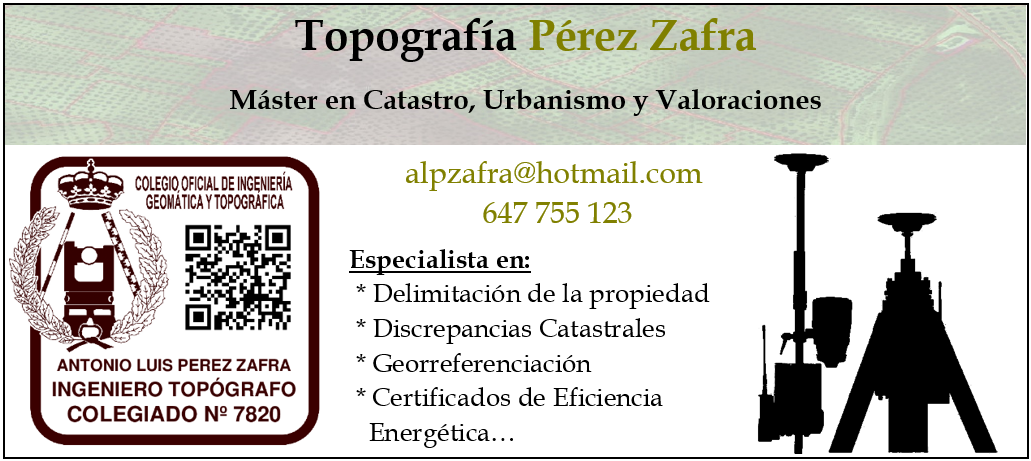 Topografía Pérez Zafra
Máster en Catastro, Urbanismo y Valoraciones
COLEGIO OFICIAL DE INGENIERÍA
GEOMÁTICA Y TOPOGRÁFICA
ANTONIO LUIS PEREZ ZAFRA
INGENIERO TOPÓGRAFO
COLEGIADO Nº 7820
alpzafra@hotmail.com
647 755 123
Especialista en:
* Delimitación de la propiedad
* Discrepancias Catastrales
* Georreferenciación
* Certificados de Eficiencia
Energética…